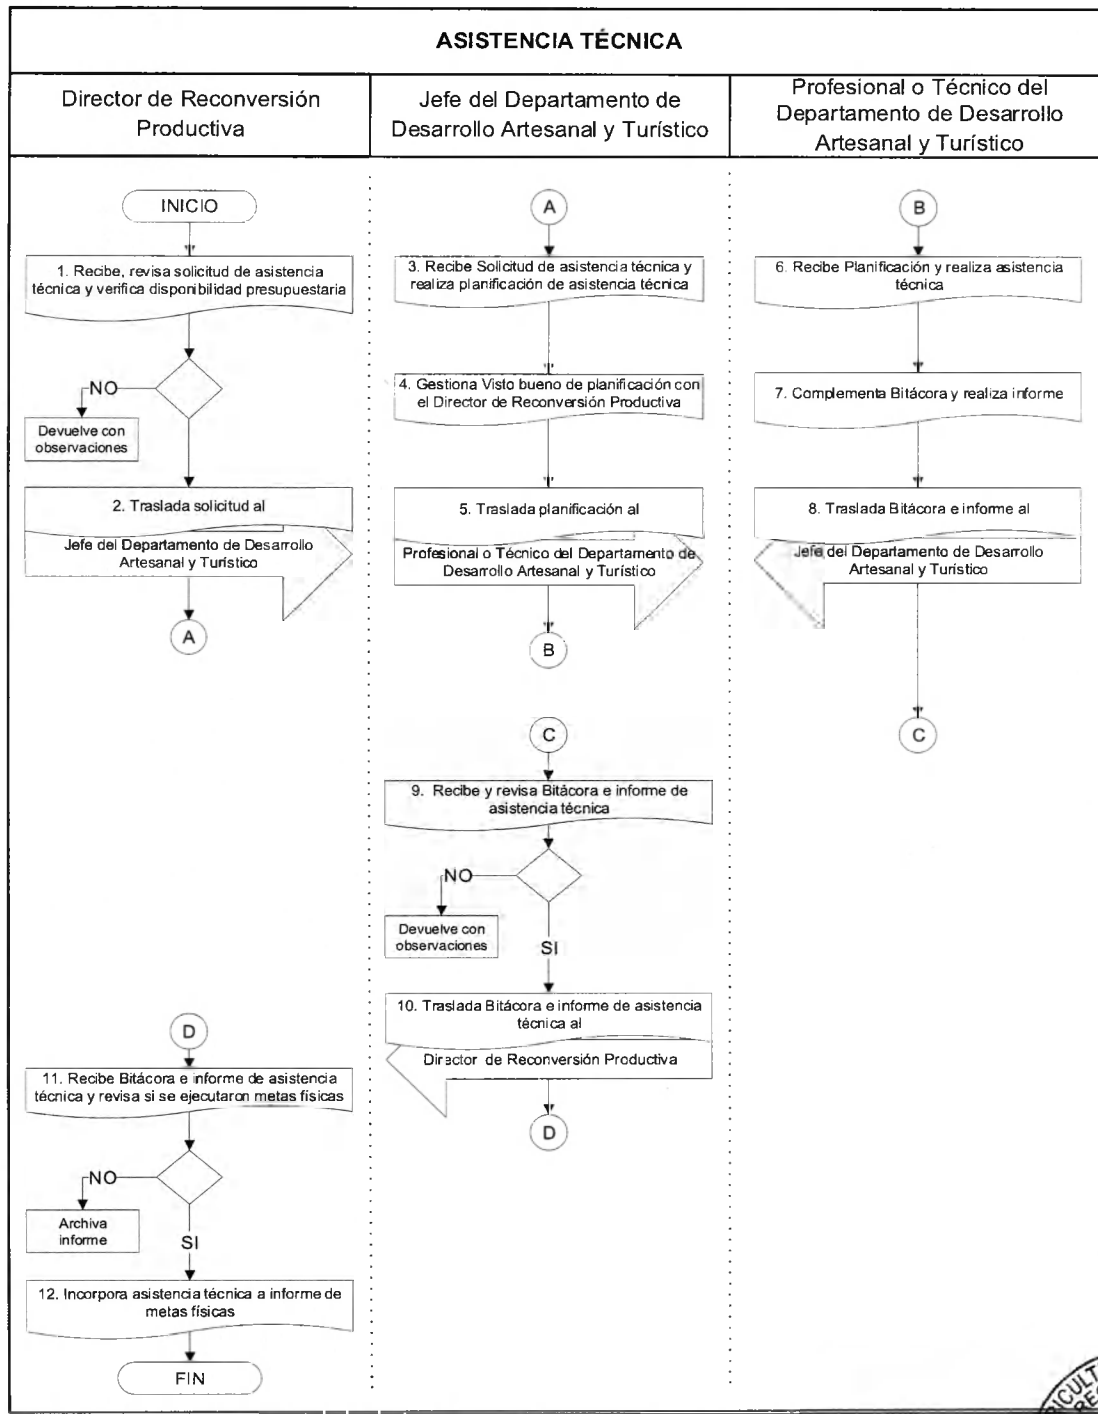 ASISTENCIA TÉCNICA
Director de Reconversión
Productiva
Jefe del Departamento de
Desarrollo Artesanal y Turístico
Profesional o Técnico del
Departamento de Desarrollo
Artesanal y Turístico
INICIO
1. Recibe, revisa solicitud de asistencia
técnica y verifica disponibilidad presupuestaria
NO
Devuelve con
observaciones
2. Traslada solicitud al
Jefe del Departamento de Desarrollo
Artesanal y Turístico
A
A
3. Recibe Solicitud de asistencia técnica y
realiza planificación de asistencia técnica
4. Gestiona Visto bueno de planificación con
el Director de Reconversión Productiva
5. Traslada planificación al
Profesional o Técnico del Departamento de
Desarrollo Artesanal y Turístico
B
B
6. Recibe Planificación y realiza asistencia
técnica
7. Complementa Bitácora y realiza informe
8. Traslada Bitácora e informe al
Jefe del Departamento de Desarrollo
Artesanal y Turístico
C
C
9. Recibe y revisa Bitácora e informe de
asistencia técnica
NO
Devuelve con
observaciones
SI
10. Traslada Bitácora e informe de asistencia
técnica al
Director de Reconversión Productiva
D
D
11. Recibe Bitácora e informe de asistencia
técnica y revisa si se ejecutaron metas físicas
NO
Archiva
informe
SI
12. Incorpora asistencia técnica a informe de
metas físicas
FIN